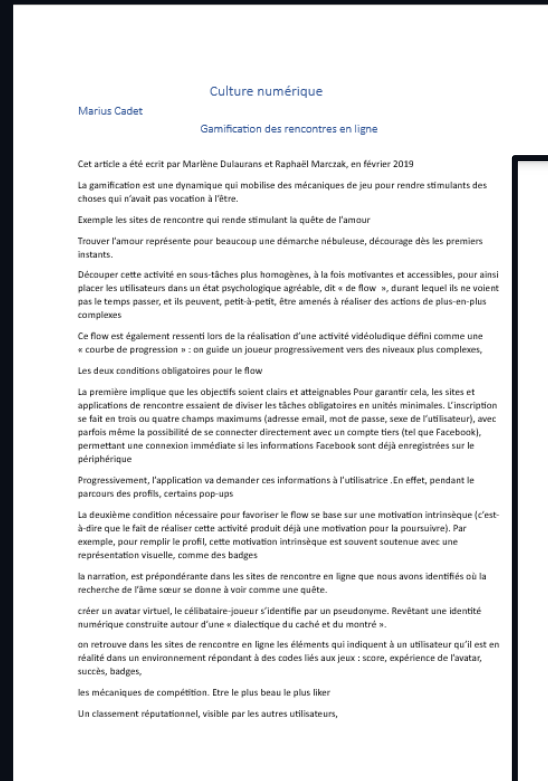 Culture numérique
Marius Cadet
Gamification des rencontres en ligne
Cet article a été ecrit par Marlène Dulaurans et Raphaël Marczak, en février 2019
La gamification est une dynamique qui mobilise des mécaniques de jeu pour rendre stimulants des
choses qui n'avait pas vocation à l'être.
Exemple les sites de rencontre qui rende stimulant la quête de l'amour
Trouver l'amour représente pour beaucoup une démarche nébuleuse, décourage dès les premiers
instants.
Découper cette activité en sous-tâches plus homogènes, à la fois motivantes et accessibles, pour ainsi
placer les utilisateurs dans un état psychologique agréable, dit « de flow », durant lequel ils ne voient
pas le temps passer, et ils peuvent, petit-à-petit, être amenés à réaliser des actions de plus-en-plus
complexes
Ce flow est également ressenti lors de la réalisation d'une activité vidéoludique défini comme une
« courbe de progression » : on guide un joueur progressivement vers des niveaux plus complexes,
Les deux conditions obligatoires pour le flow
La première implique que les objectifs soient clairs et atteignables Pour garantir cela, les sites et
applications de rencontre essaient de diviser les tâches obligatoires en unités minimales. L'inscription
se fait en trois ou quatre champs maximums (adresse email, mot de passe, sexe de l'utilisateur), avec
parfois même la possibilité de se connecter directement avec un compte tiers (tel que Facebook),
permettant une connexion immédiate si les informations Facebook sont déjà enregistrées sur le
périphérique
Progressivement, l'application va demander ces informations à l'utilisatrice .En effet, pendant le
parcours des profils, certains pop-ups
La deuxième condition nécessaire pour favoriser le flow se base sur une motivation intrinsèque (c'est-
à-dire que le fait de réaliser cette activité produit déjà une motivation pour la poursuivre). Par
exemple, pour remplir le profil, cette motivation intrinsèque est souvent soutenue avec une
représentation visuelle, comme des badges
la narration, est prépondérante dans les sites de rencontre en ligne que nous avons identifiés où la
recherche de l'âme sœur se donne à voir comme une quête.
créer un avatar virtuel, le célibataire-joueur s'identifie par un pseudonyme. Revêtant une identité
numérique construite autour d'une « dialectique du caché et du montré ».
on retrouve dans les sites de rencontre en ligne les éléments qui indiquent à un utilisateur qu'il est en
réalité dans un environnement répondant à des codes liés aux jeux : score, expérience de l'avatar,
succès, badges,
les mécaniques de compétition. Etre le plus beau le plus liker
Un classement réputationnel, visible par les autres utilisateurs,